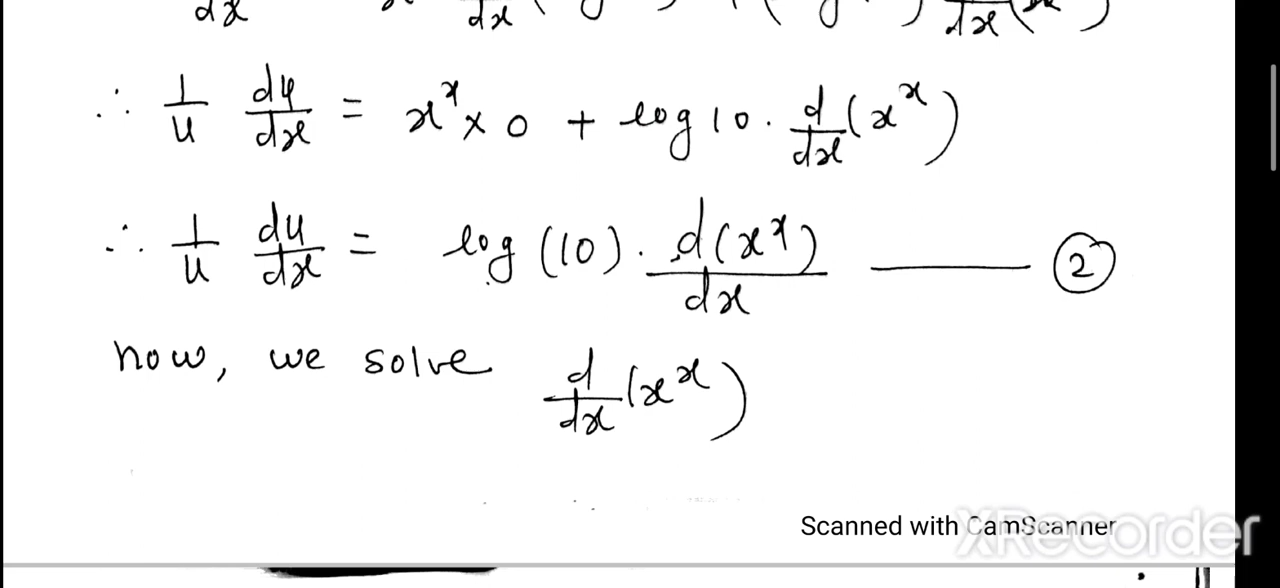 ∴ 1/u du/dx = x^x × 0 + log 10 . d/dx (x^x)
∴ 1/u du/dx = log (10) . d(x^x)/dx —— ②
now, we solve d/dx (x^x)
Scanned with CamScanner
XRecorder